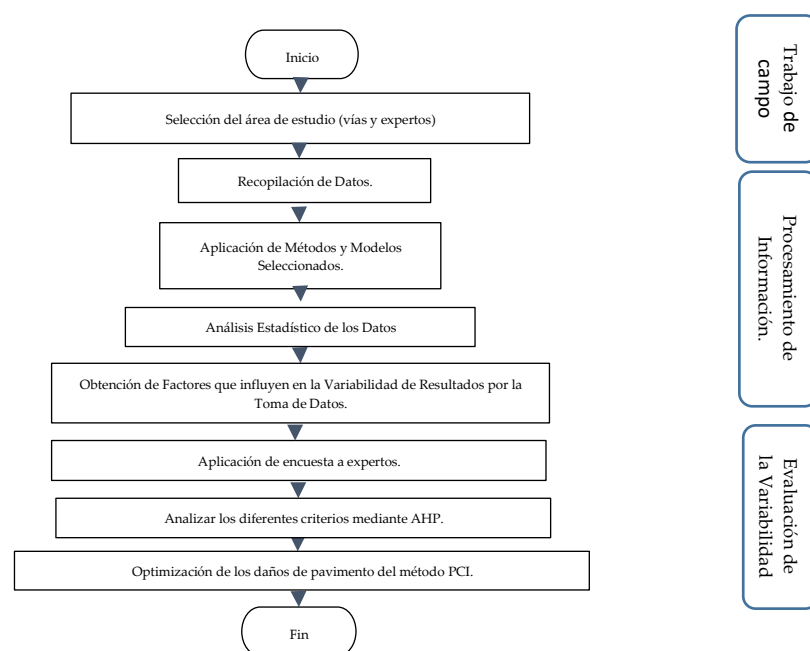 Inicio
Selección del área de estudio (vías y expertos)
Recopilación de Datos.
Aplicación de Métodos y Modelos
Seleccionados.
Análisis Estadístico de los Datos
Obtención de Factores que influyen en la Variabilidad de Resultados por la
Toma de Datos.
Aplicación de encuesta a expertos.
Analizar los diferentes criterios mediante AHP.
Optimización de los daños de pavimento del método PCI.
Fin
Trabajo de
campo
Procesamiento de
Información.
Evaluación de
la Variabilidad